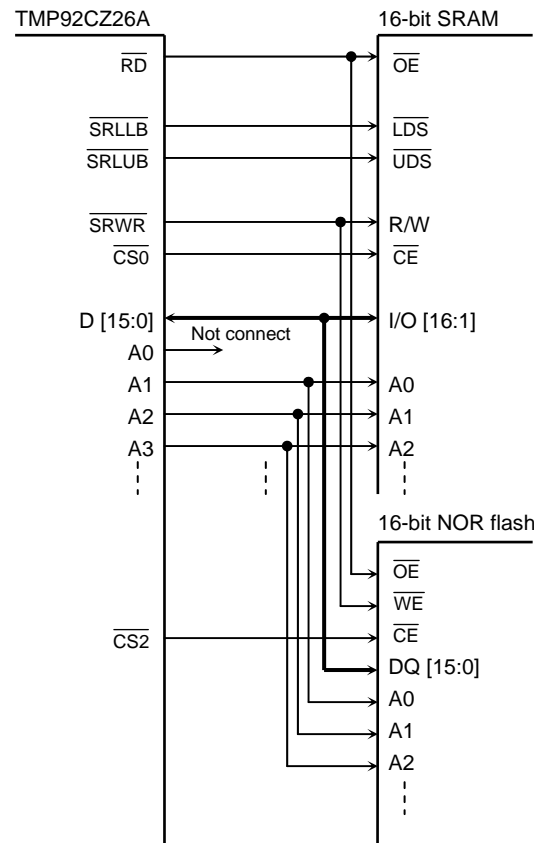 TMP92CZ26A
16-bit SRAM
RD
OE
SRLLB
LDS
SRLUB
UDS
SRWR
R/W
CS0
CE
D [15:0]
I/O [16:1]
Not connect
A0
A1
A0
A2
A1
A3
A2
16-bit NOR flash
OE
WE
CS2
CE
DQ [15:0]
A0
A1
A2